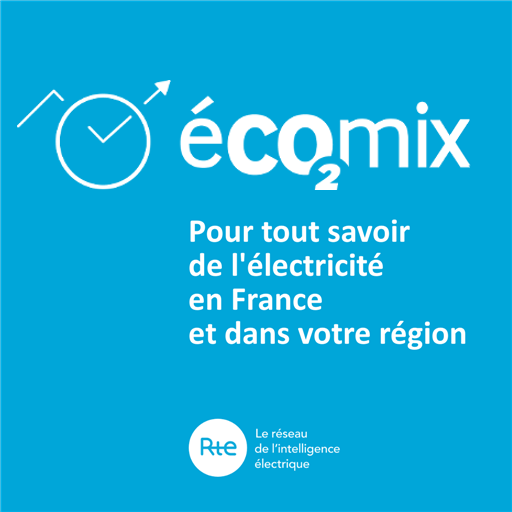 éco2mix
Pour tout savoir
de l'électricité
en France
et dans votre région
Rte
Le réseau
de l'intelligence
électrique